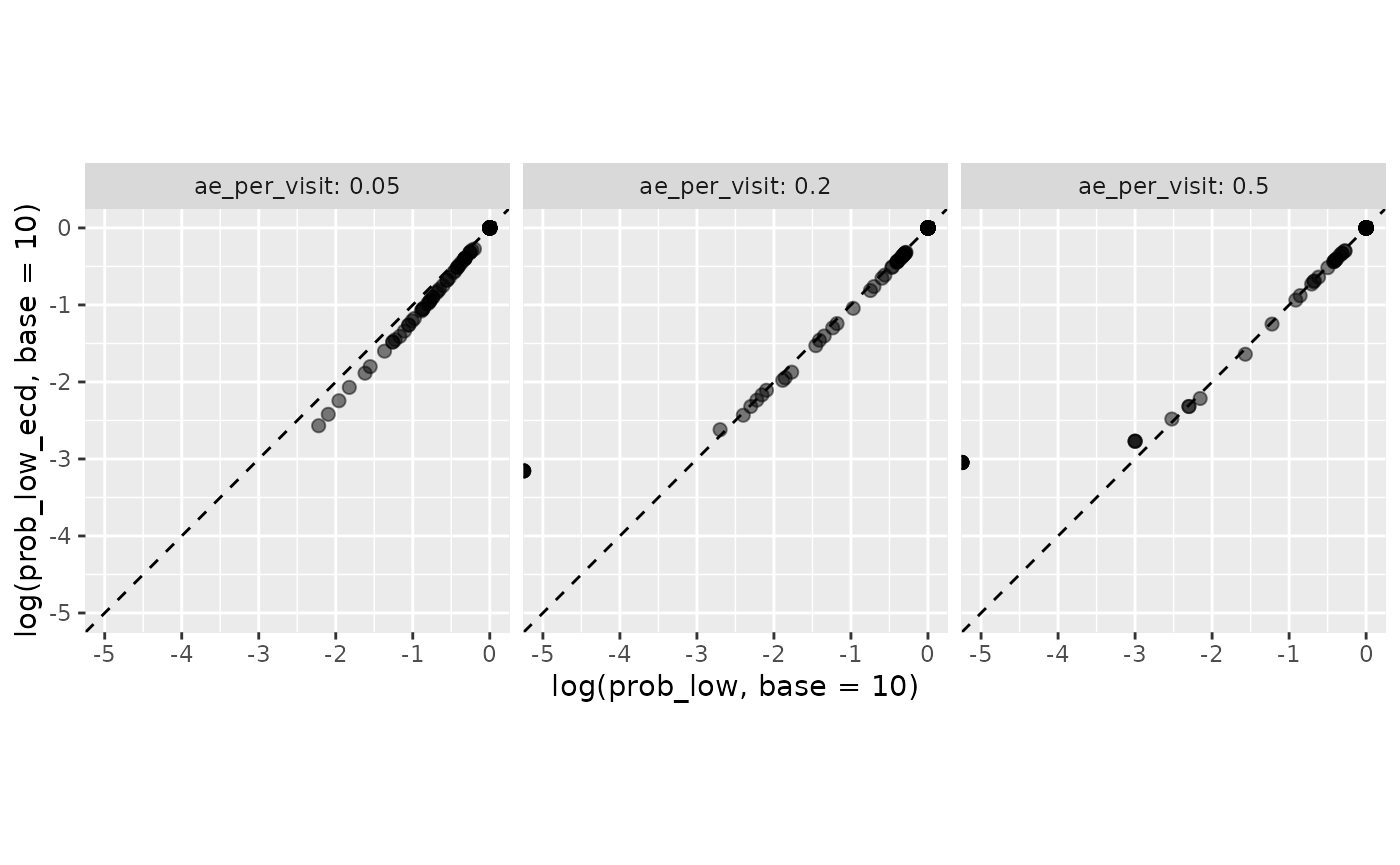 ae_per_visit: 0.05 ae_per_visit: 0.2 ae_per_visit: 0.5
log(prob_low_ecd, base = 10)
0
-1
-2
-3
-4
-5
-5 -4 -3 -2 -1 0 -5 -4 -3 -2 -1 0 -5 -4 -3 -2 -1 0
log(prob_low, base = 10)